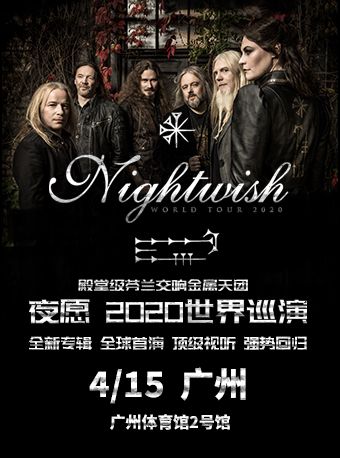 Nightwish
WORLD TOUR 2020
殿堂级芬兰交响金属天团
夜愿 2020世界巡演
全新专辑 全球首演 顶级视听 强势回归
4/15 广州
广州体育馆2号馆